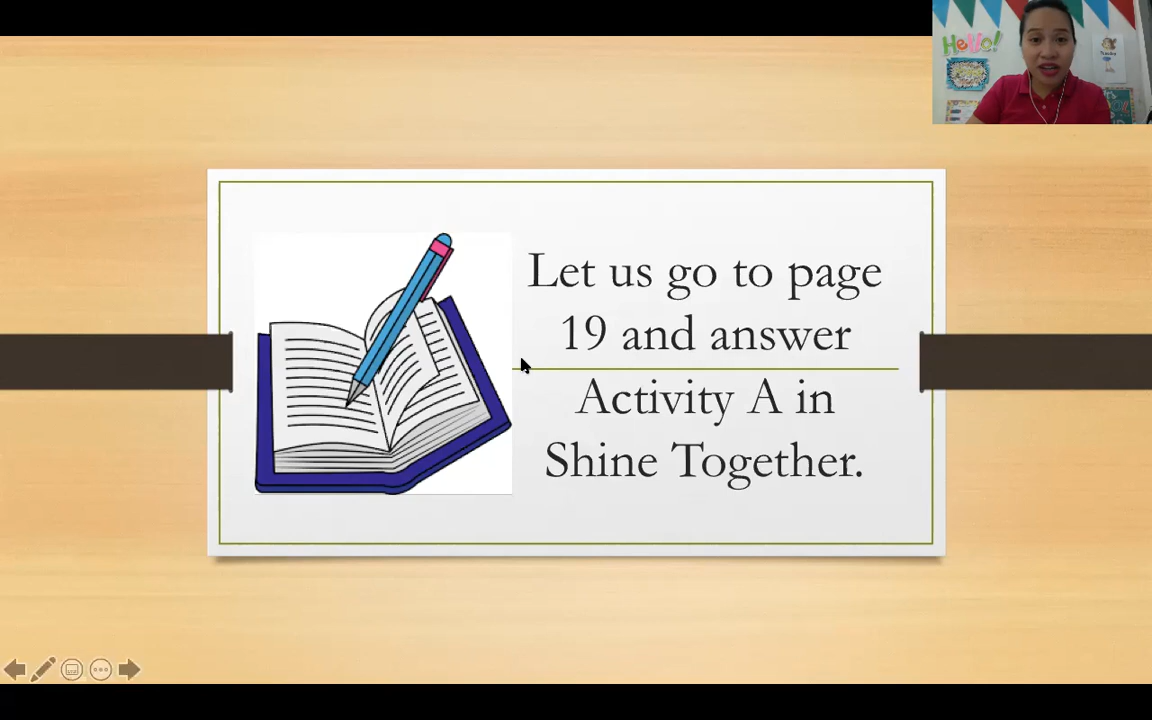 Hello!
Let us go to page
19 and answer
Activity A in
Shine Together.